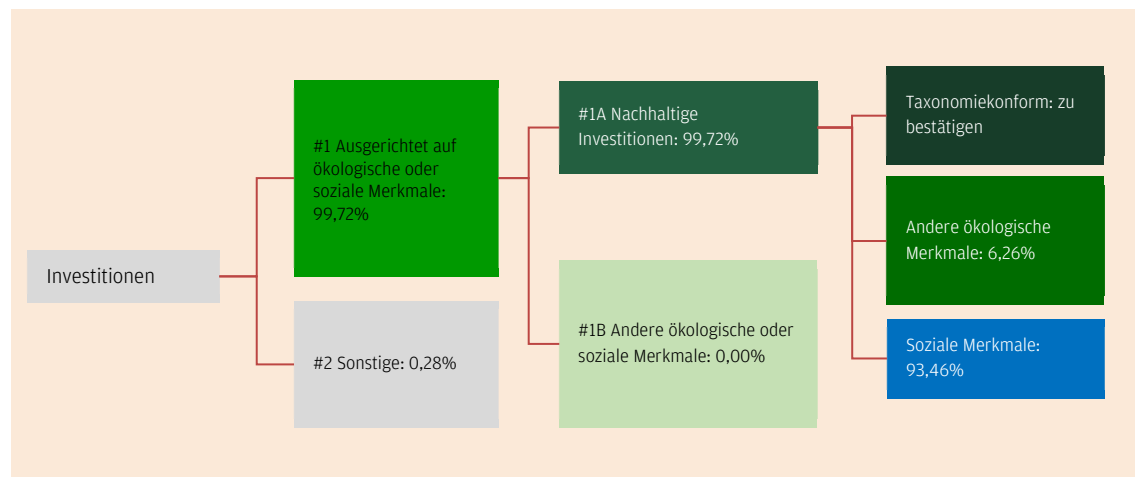 Investitionen
#1 Ausgerichtet auf
ökologische oder
soziale Merkmale:
99,72%
#2 Sonstige: 0,28%
#1A Nachhaltige
Investitionen: 99,72%
#1B Andere ökologische oder
soziale Merkmale: 0,00%
Taxonomiekonform: zu
bestätigen
Andere ökologische
Merkmale: 6,26%
Soziale Merkmale:
93,46%